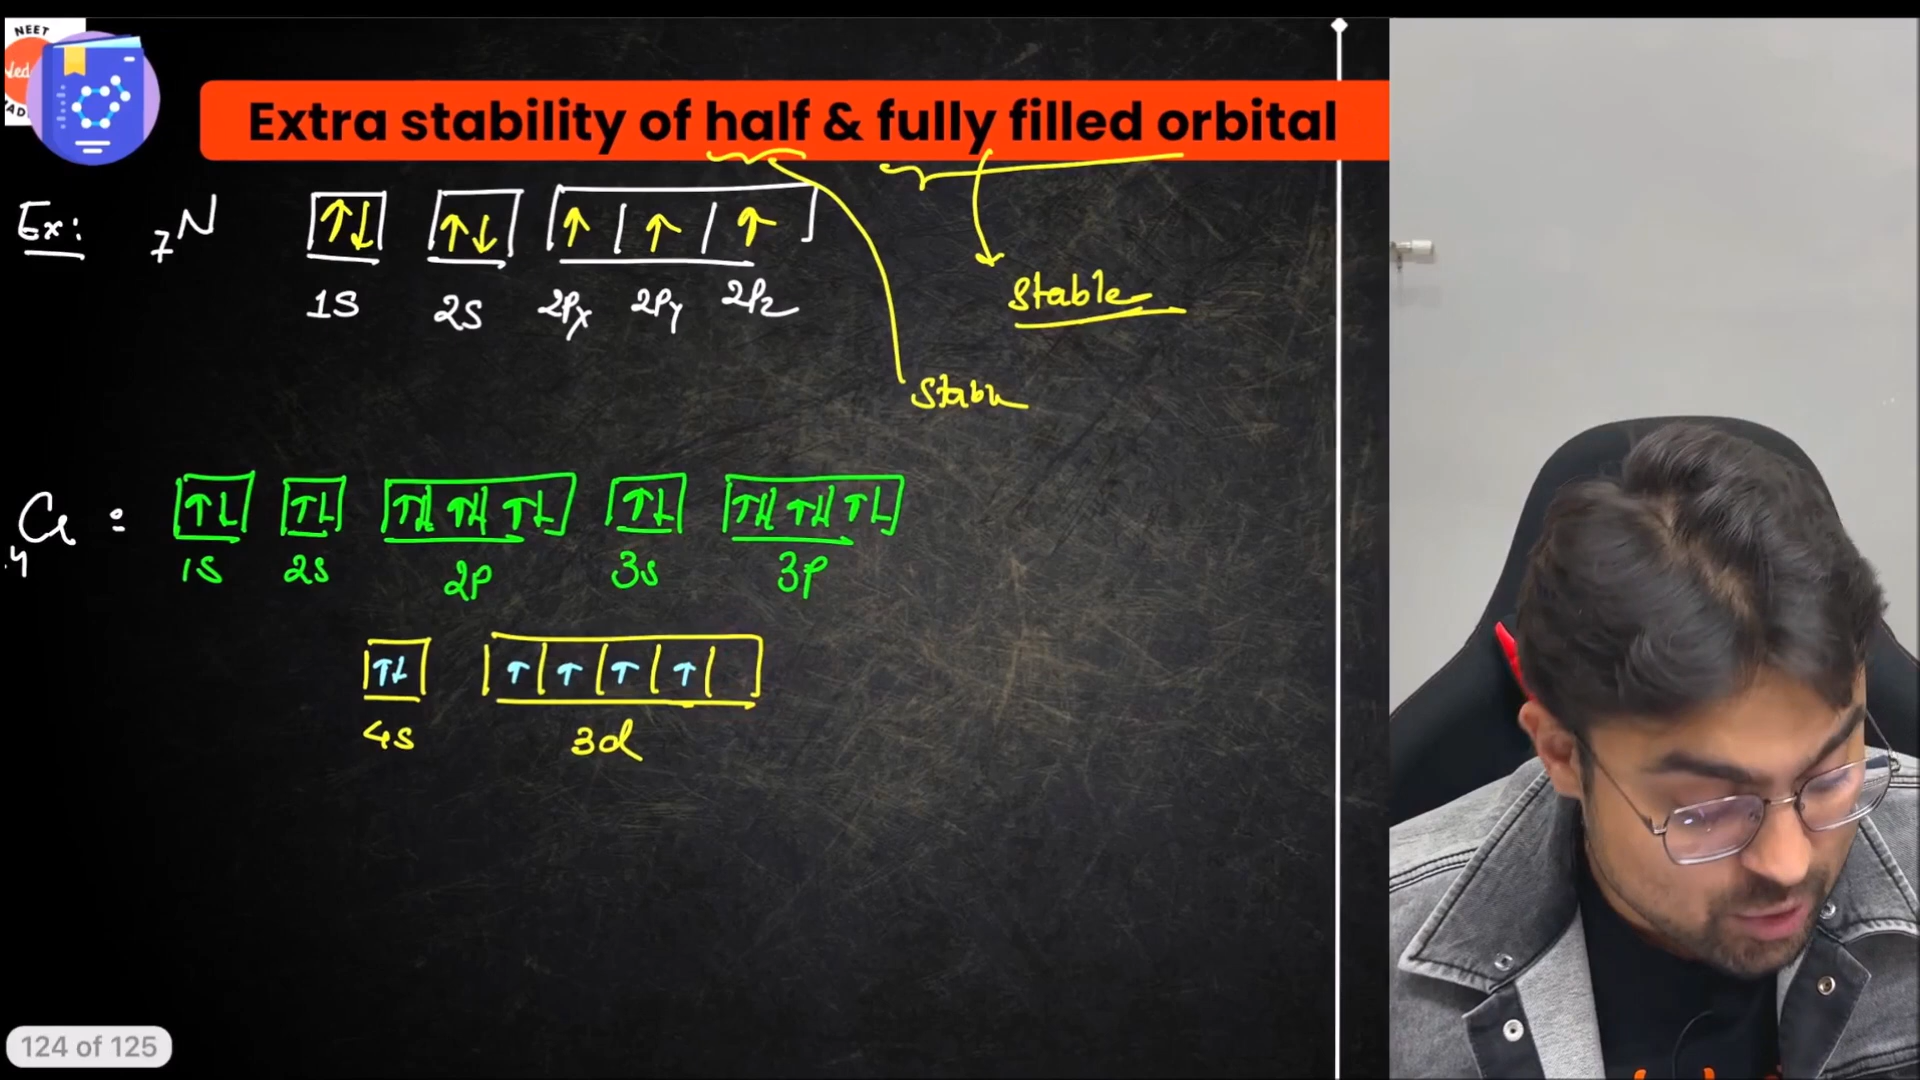 NEET
Extra stability of half & fully filled orbital
Ex: 7N ↑↓ ↑↓ ↑ ↑ ↑
1s 2s 2px 2py 2pz
Stable
Stable
Cr = ↑↓ ↑↓ ↑↓ ↑↓ ↑↓ ↑↓ ↑↓ ↑↓ ↑↓
1s 2s 2p 3s 3p
↑↓ ↑ ↑ ↑ ↑
4s 3d
124 of 125